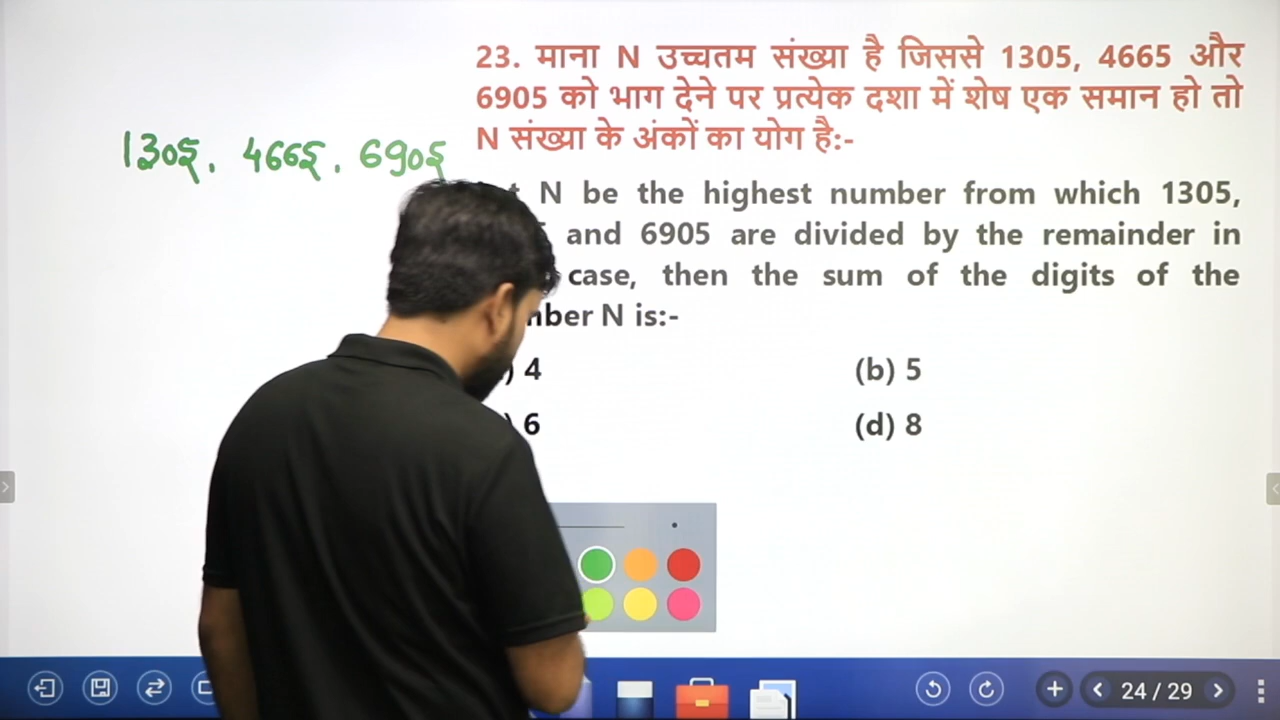 23. माना N उच्चतम संख्या है जिससे 1305, 4665 और
6905 को भाग देने पर प्रत्येक दशा में शेष एक समान हो तो
N संख्या के अंकों का योग है:-
1305, 4665, 6905
N be the highest number from which 1305,
and 6905 are divided by the remainder in
case, then the sum of the digits of the
N is:-
4
(b) 5
6
(d) 8
24 / 29